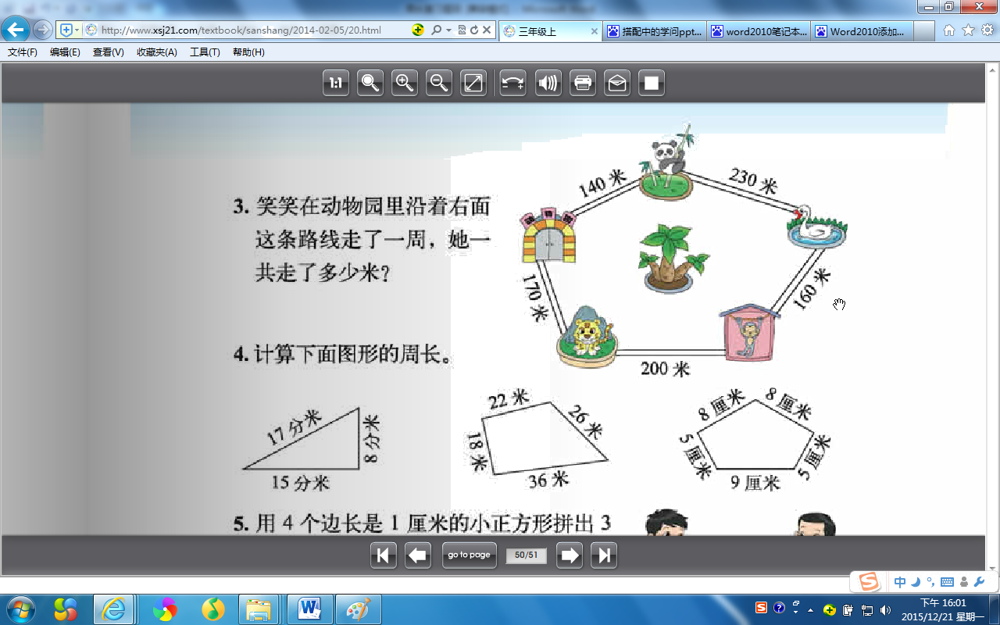 http://www.xsj21.com/textbook/sanshang/2014-02-05/20.html
三年级上
搭配中的学问ppt...
word2010笔记本...
Word2010添加...
文件(F) 编辑(E) 查看(V) 收藏夹(A) 工具(T) 帮助(H)
1:1
3. 笑笑在动物园里沿着右面
这条路线走了一周，她一
共走了多少米?
140 米
230 米
160 米
170 米
200 米
4. 计算下面图形的周长。
17 分米
8 分米
15 分米
22 米
26 米
18 米
36 米
8 厘米
8 厘米
5 厘米
5 厘米
9 厘米
5. 用 4 个边长是 1 厘米的小正方形拼出 3
go to page
50/51
中
下午 16:01
2015/12/21 星期一